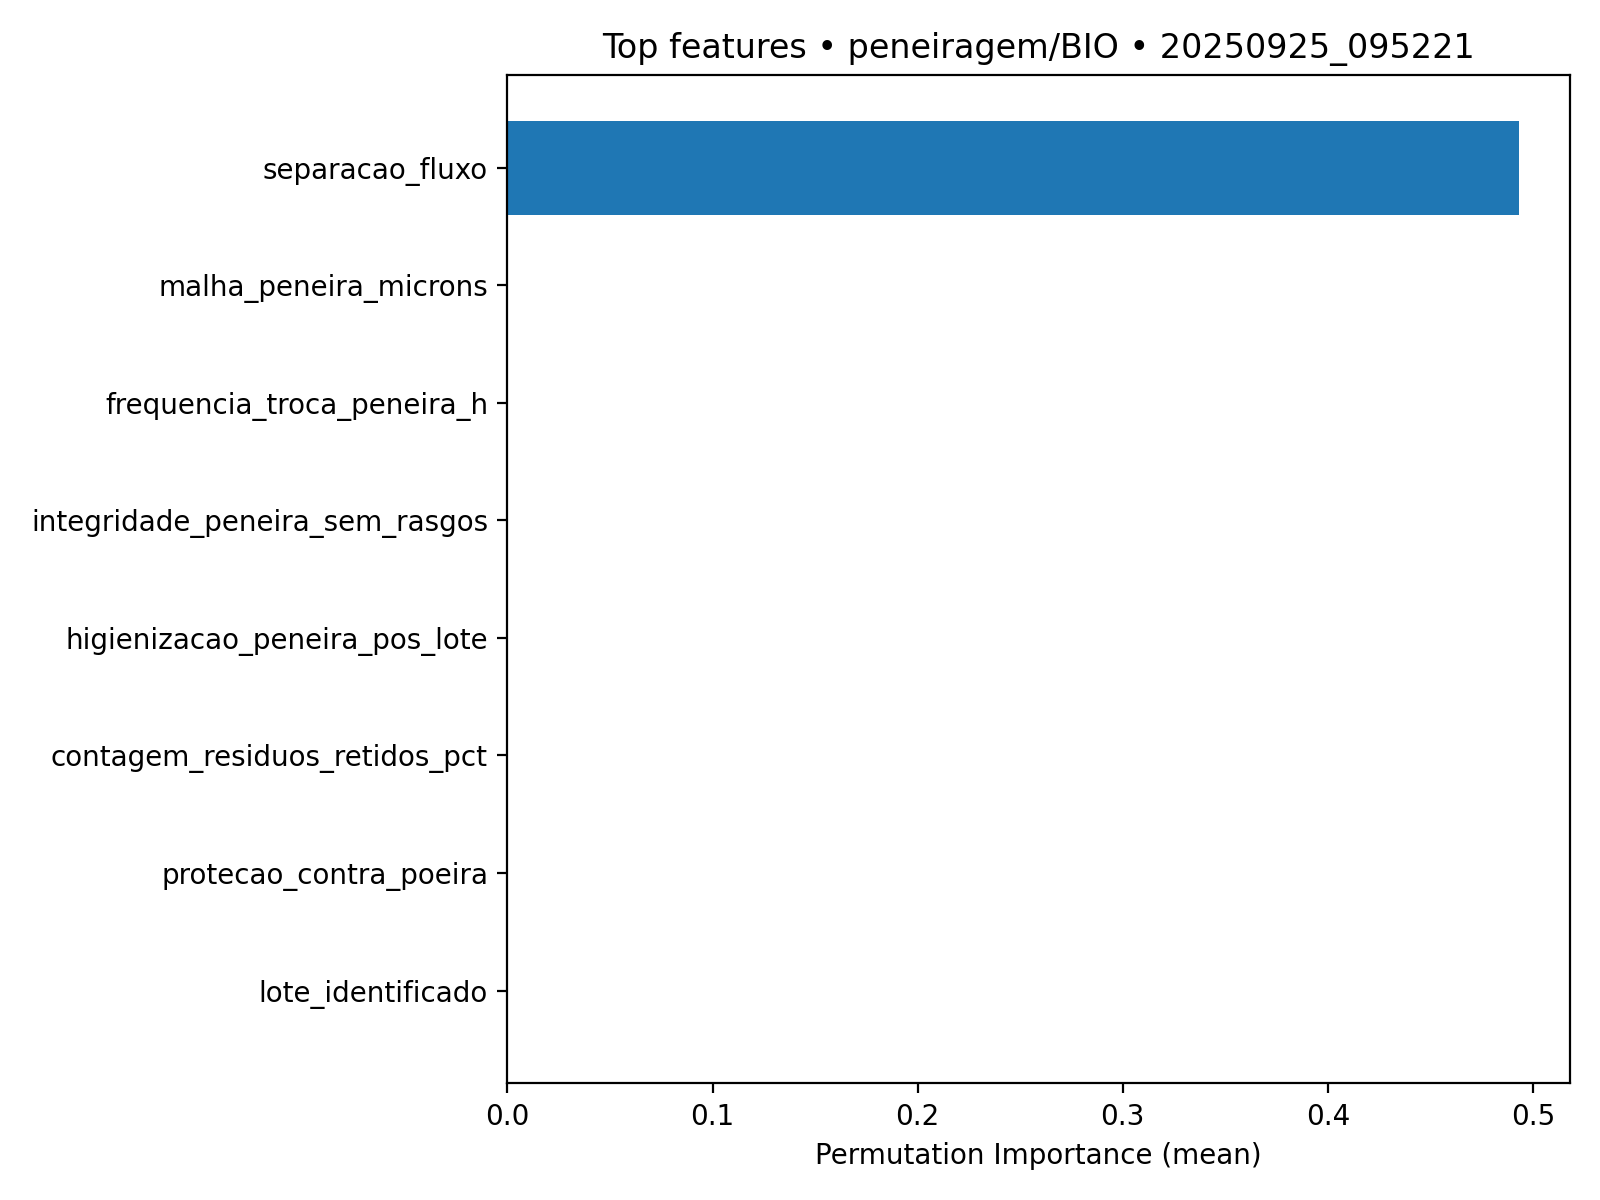 Top features • peneiragem/BIO • 20250925_095221
separacao_fluxo
malha_peneira_microns
frequencia_troca_peneira_h
integridade_peneira_sem_rasgos
higienizacao_peneira_pos_lote
contagem_residuos_retidos_pct
protecao_contra_poeira
lote_identificado
0.0 0.1 0.2 0.3 0.4 0.5
Permutation Importance (mean)